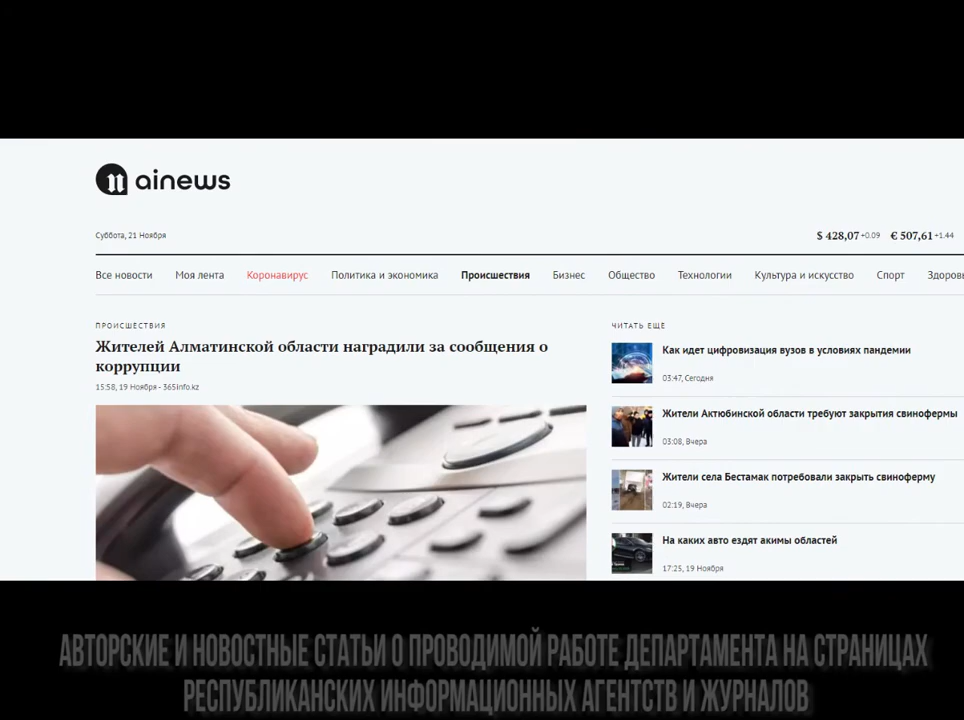 ainews
Суббота, 21 Ноября
$ 428,07 +0.09 € 507,61 +1.44
Все новости Моя лента Коронавирус Политика и экономика Происшествия Бизнес Общество Технологии Культура и искусство Спорт Здоровь
ПРОИСШЕСТВИЯ
Жителей Алматинской области наградили за сообщения о
коррупции
15:58, 19 Ноября - 365info.kz
ЧИТАТЬ ЕЩЕ
Как идет цифровизация вузов в условиях пандемии
03:47, Сегодня
Жители Актюбинской области требуют закрытия свинофермы
03:08, Вчера
Жители села Бестамак потребовали закрыть свиноферму
02:19, Вчера
На каких авто ездят акимы областей
17:25, 19 Ноября
АВТОРСКИЕ И НОВОСТНЫЕ СТАТЬИ О ПРОВОДИМОЙ РАБОТЕ ДЕПАРТАМЕНТА НА СТРАНИЦАХ
РЕСПУБЛИКАНСКИХ ИНФОРМАЦИОННЫХ АГЕНТСТВ И ЖУРНАЛОВ